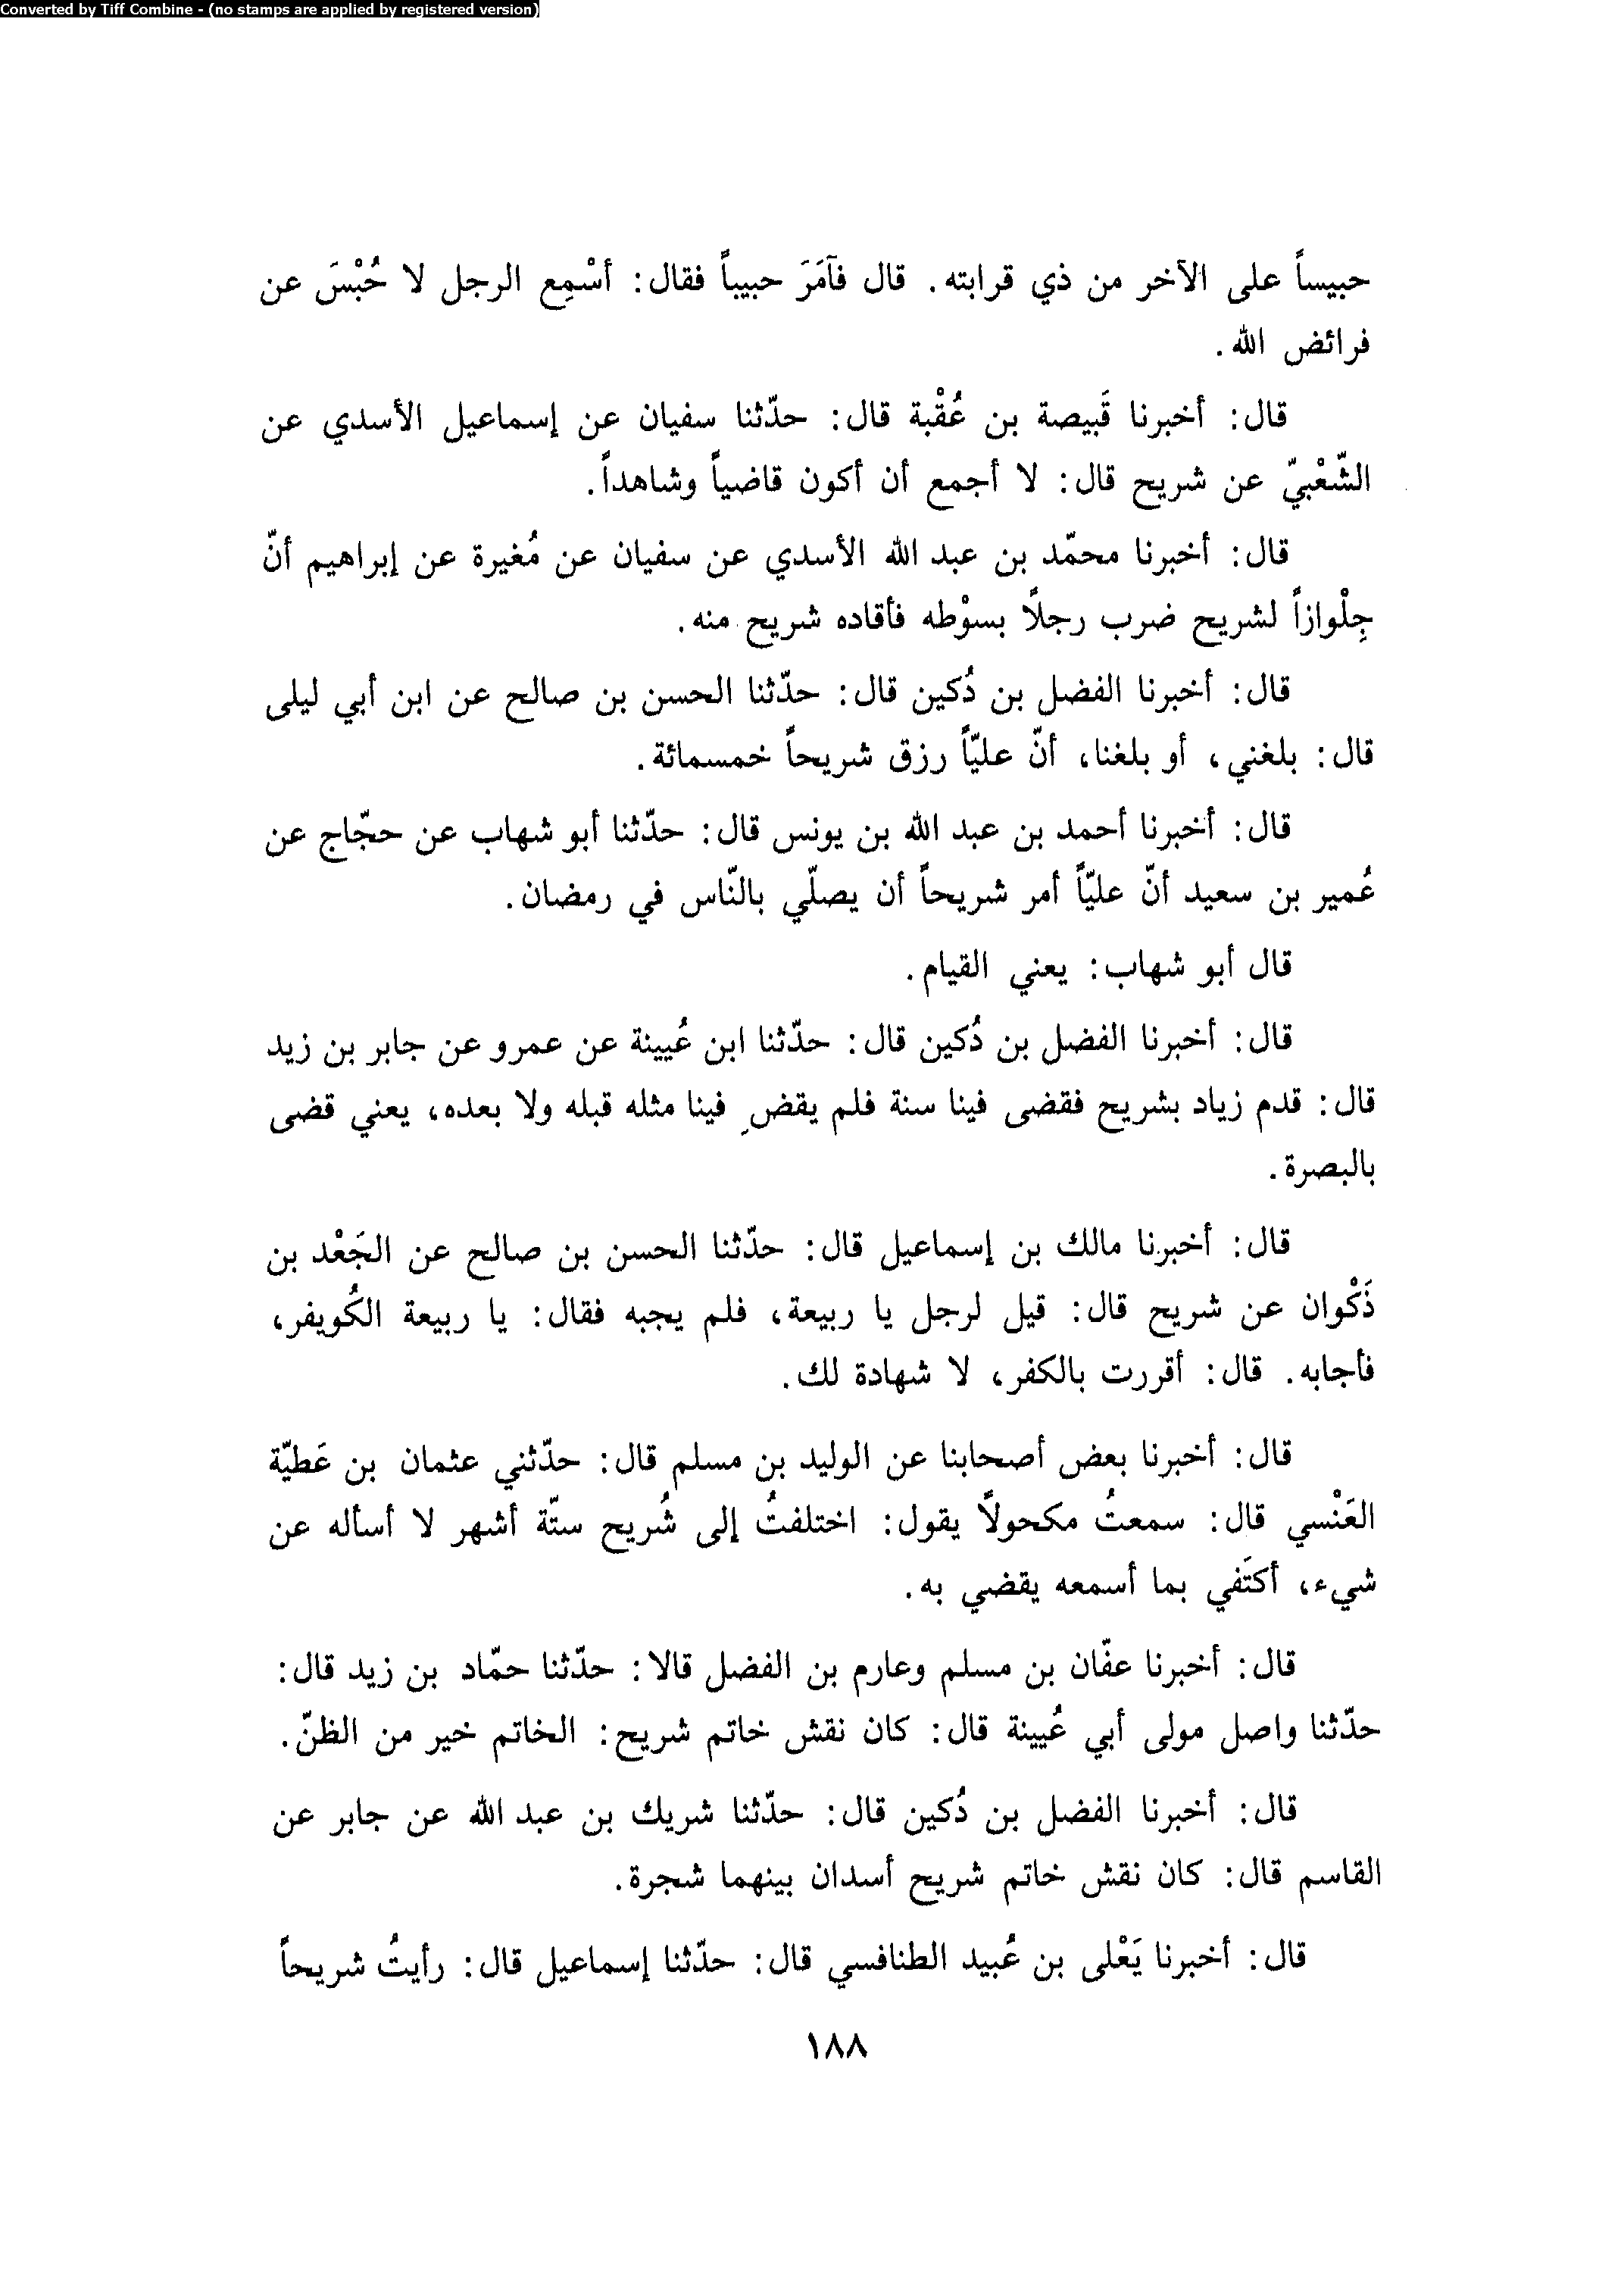 Converted by Tiff Combine - (no stamps are applied by registered version)
حبيساً على الآخر من ذي قرابته. قال فآمَرَ حبيباً فقال: أسْمِع الرجل لا حُبْسَ عن
فرائض الله.
قال: أخبرنا قَبيصة بن عُقْبة قال: حدّثنا سفيان عن إسماعيل الأسدي عن
الشّعْبيّ عن شريح قال: لا أجمع أن أكون قاضياً وشاهداً.
قال: أخبرنا محمّد بن عبد الله الأسدي عن سفيان عن مُغيرة عن إبراهيم أنّ
جِلْوازاً لشريح ضرب رجلاً بسوْطه فأقاده شريح منه.
قال: أخبرنا الفضل بن دُكين قال: حدّثنا الحسن بن صالح عن ابن أبي ليلى
قال: بلغني، أو بلغنا، أنّ عليّاً رزق شريحاً خمسمائة.
قال: أخبرنا أحمد بن عبد الله بن يونس قال: حدّثنا أبو شهاب عن حجّاج عن
عُمير بن سعيد أنّ عليّاً أمر شريحاً أن يصلّي بالنّاس في رمضان.
قال أبو شهاب: يعني القيام.
قال: أخبرنا الفضل بن دُكين قال: حدّثنا ابن عُيينة عن عمرو عن جابر بن زيد
قال: قدم زياد بشريح فقضى فينا سنة فلم يقضِ فينا مثله قبله ولا بعده، يعني قضى
بالبصرة.
قال: أخبرنا مالك بن إسماعيل قال: حدّثنا الحسن بن صالح عن الجَعْد بن
ذَكْوان عن شريح قال: قيل لرجل يا ربيعة، فلم يجبه فقال: يا ربيعة الكُويفر،
فأجابه. قال: أقررت بالكفر، لا شهادة لك.
قال: أخبرنا بعض أصحابنا عن الوليد بن مسلم قال: حدّثني عثمان بن عَطيّة
العَنْسي قال: سمعتُ مكحولاً يقول: اختلفتُ إلى شُريح ستّة أشهر لا أسأله عن
شيء، أكتَفي بما أسمعه يقضي به.
قال: أخبرنا عفّان بن مسلم وعارم بن الفضل قالا: حدّثنا حمّاد بن زيد قال:
حدّثنا واصل مولى أبي عُيينة قال: كان نقش خاتم شريح: الخاتم خير من الظنّ.
قال: أخبرنا الفضل بن دُكين قال: حدّثنا شريك بن عبد الله عن جابر عن
القاسم قال: كان نقش خاتم شريح أسدان بينهما شجرة.
قال: أخبرنا يَعْلى بن عُبيد الطنافسي قال: حدّثنا إسماعيل قال: رأيتُ شريحاً
١٨٨